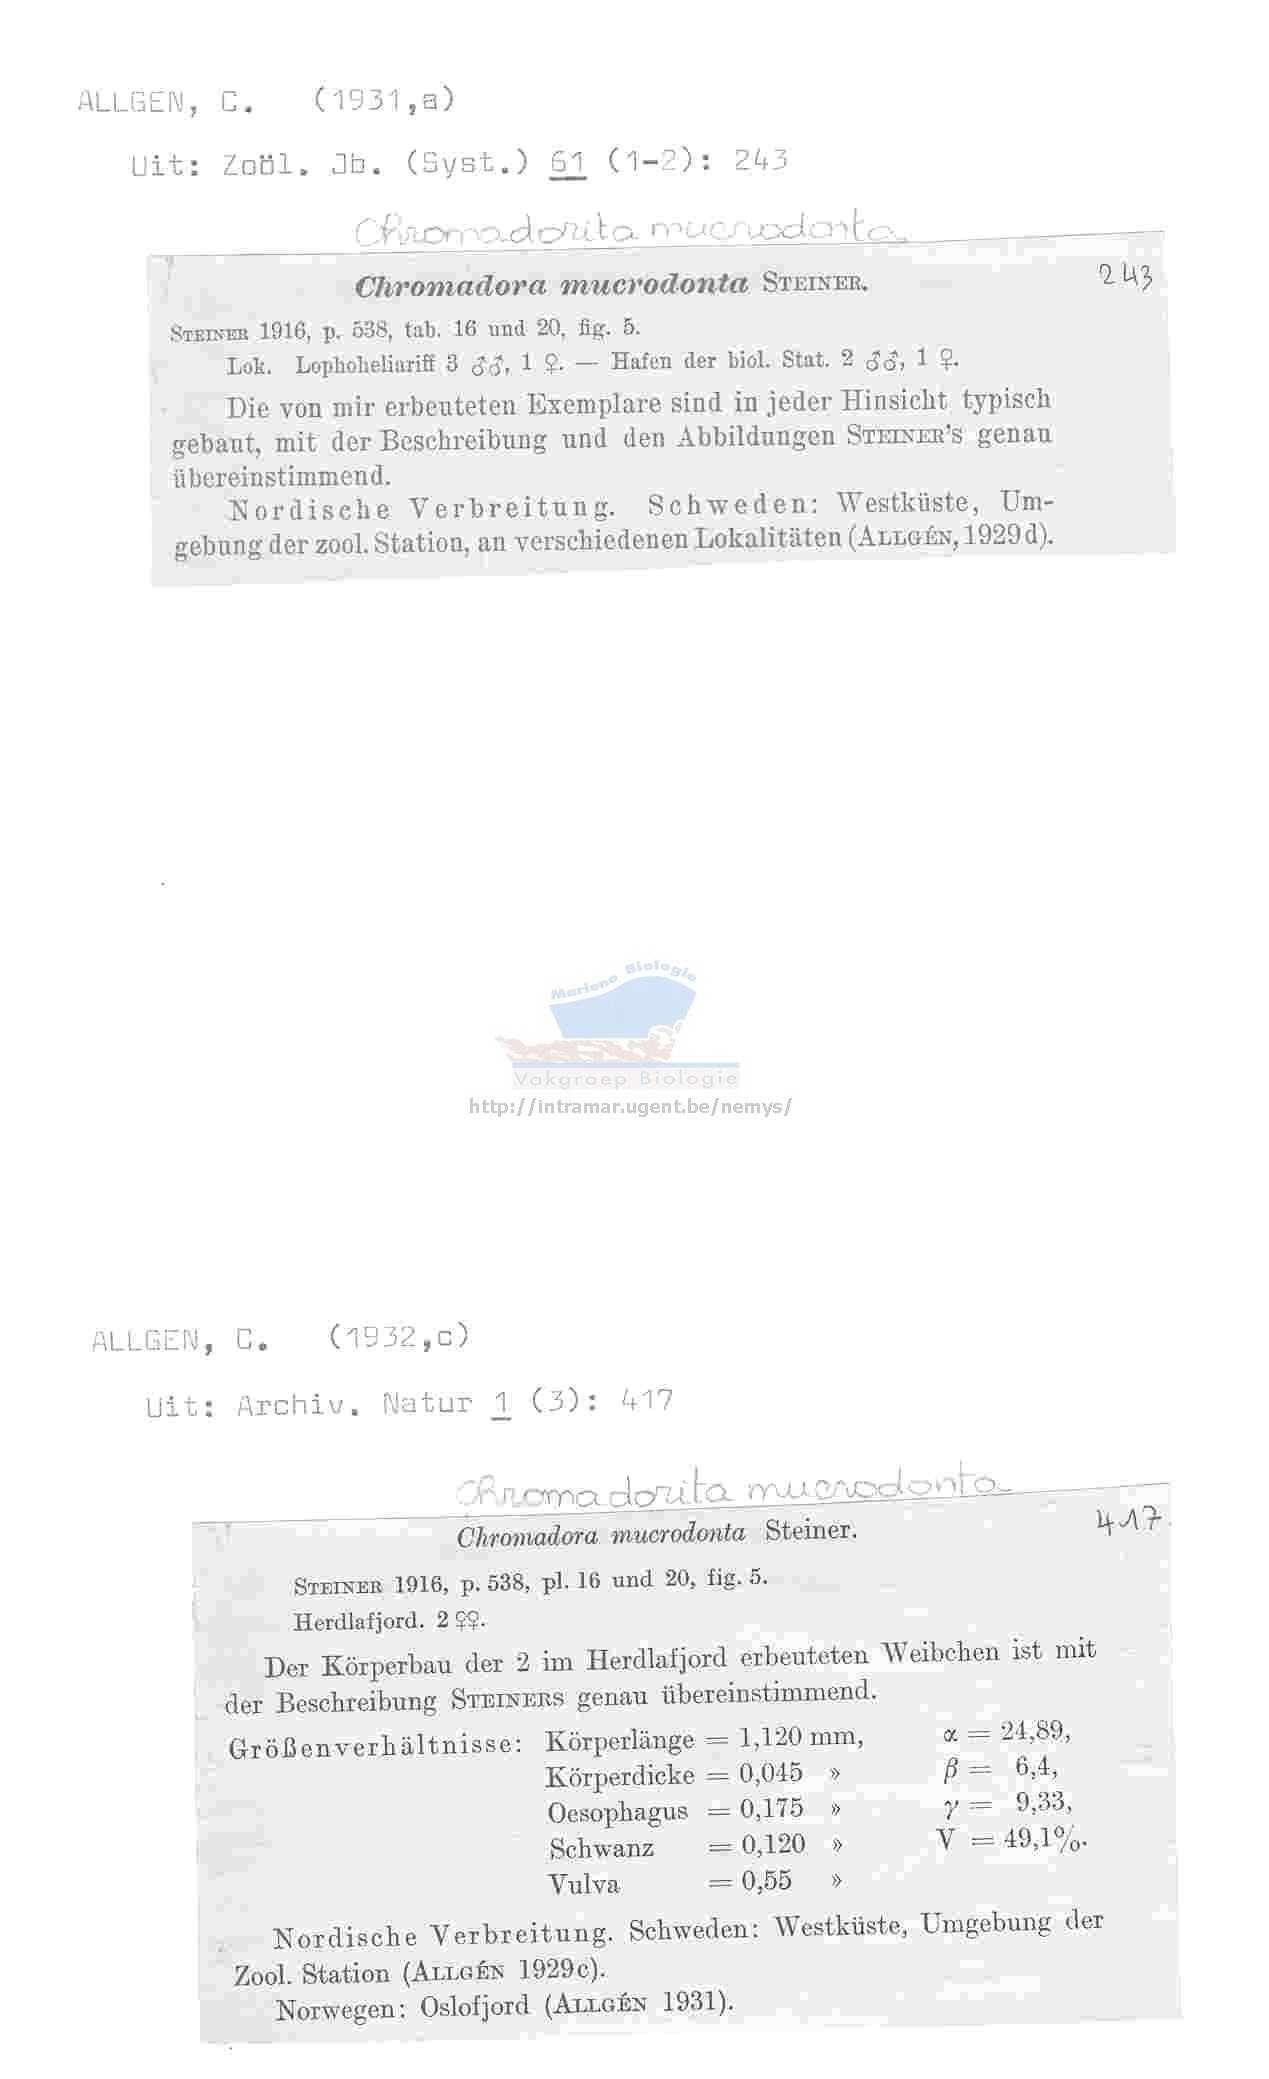 ALLGEN, C. (1931,a)
Uit: Zoöl. Jb. (Syst.) 61 (1-2): 243
Chromadorita mucrodonta
Chromadora mucrodonta STEINER.
243
STEINER 1916, p. 538, tab. 16 und 20, fig. 5.
Lok. Lophoheliariff 3 ♂♂, 1 ♀. — Hafen der biol. Stat. 2 ♂♂, 1 ♀.
Die von mir erbeuteten Exemplare sind in jeder Hinsicht typisch
gebaut, mit der Beschreibung und den Abbildungen STEINER'S genau
übereinstimmend.
Nordische Verbreitung. Schweden: Westküste, Um-
gebung der zool. Station, an verschiedenen Lokalitäten (ALLGÉN, 1929d).
Mariene Biologie
Vakgroep Biologie
http://intramar.ugent.be/nemys/
ALLGEN, C. (1932,c)
Uit: Archiv. Natur 1 (3): 417
Chromadorita mucrodonta
Chromadora mucrodonta Steiner.
417
STEINER 1916, p. 538, pl. 16 und 20, fig. 5.
Herdlafjord. 2 ♀♀.
Der Körperbau der 2 im Herdlafjord erbeuteten Weibchen ist mit
der Beschreibung STEINERS genau übereinstimmend.
Größenverhältnisse: Körperlänge = 1,120 mm, α = 24,89,
Körperdicke = 0,045 » β = 6,4,
Oesophagus = 0,175 » γ = 9,33,
Schwanz = 0,120 » V = 49,1%.
Vulva = 0,55 »
Nordische Verbreitung. Schweden: Westküste, Umgebung der
Zool. Station (ALLGÉN 1929c).
Norwegen: Oslofjord (ALLGÉN 1931).